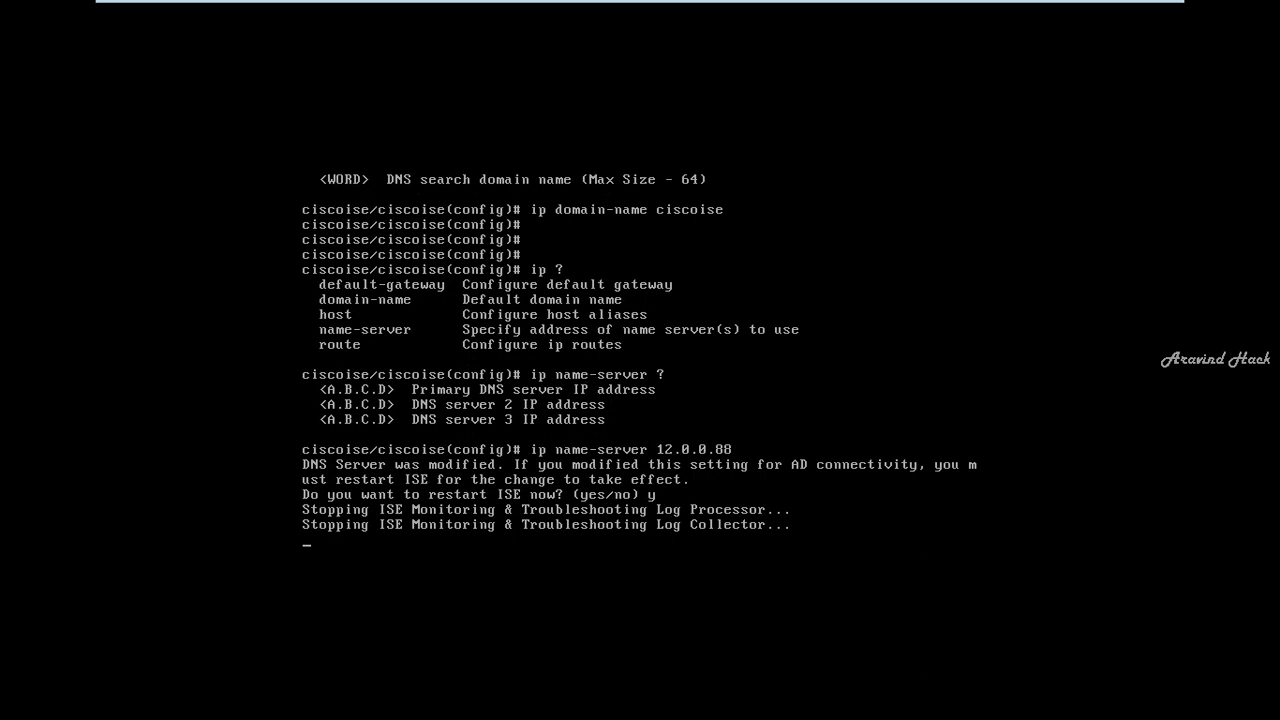 <WORD>  DNS search domain name (Max Size - 64)
ciscoise/ciscoise(config)# ip domain-name ciscoise
ciscoise/ciscoise(config)#
ciscoise/ciscoise(config)#
ciscoise/ciscoise(config)#
ciscoise/ciscoise(config)# ip ?
default-gateway  Configure default gateway
domain-name      Default domain name
host             Configure host aliases
name-server      Specify address of name server(s) to use
route            Configure ip routes
Aravind Hack
ciscoise/ciscoise(config)# ip name-server ?
<A.B.C.D>  Primary DNS server IP address
<A.B.C.D>  DNS server 2 IP address
<A.B.C.D>  DNS server 3 IP address
ciscoise/ciscoise(config)# ip name-server 12.0.0.88
DNS Server was modified. If you modified this setting for AD connectivity, you m
ust restart ISE for the change to take effect.
Do you want to restart ISE now? (yes/no) y
Stopping ISE Monitoring & Troubleshooting Log Processor...
Stopping ISE Monitoring & Troubleshooting Log Collector...
_